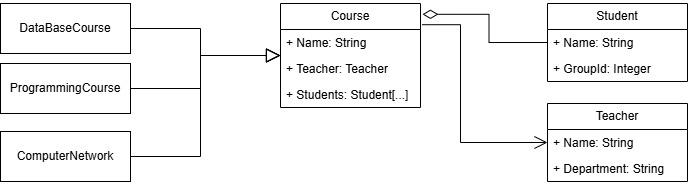 DataBaseCourse
ProgrammingCourse
ComputerNetwork
Course
+ Name: String
+ Teacher: Teacher
+ Students: Student[...]
Student
+ Name: String
+ GroupId: Integer
Teacher
+ Name: String
+ Department: String